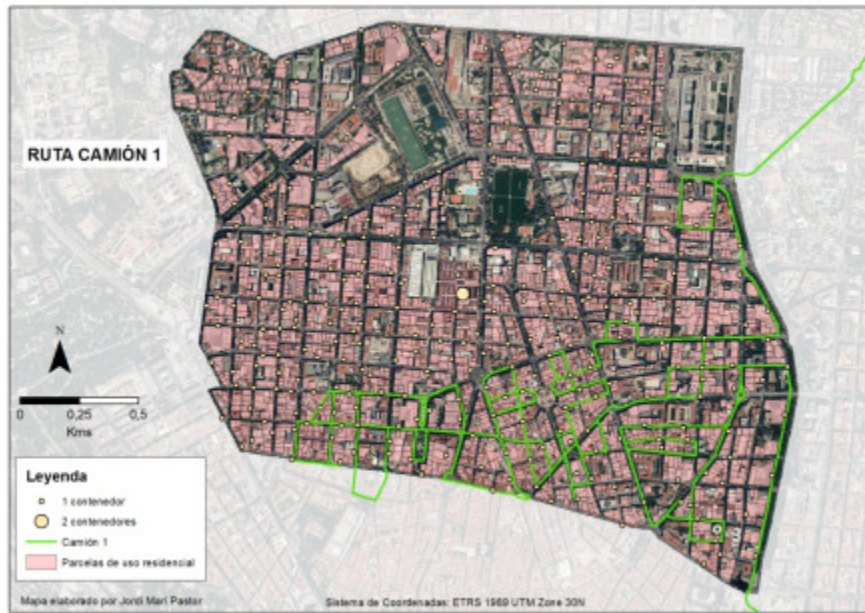 RUTA CAMIÓN 1
N
0 0,25 0,5
Kms
Leyenda
1 contenedor
2 contenedores
Camión 1
Parcelas de uso residencial
Mapa elaborado por Jordi Mari Pastor
Sistema de Coordenadas: ETRS 1989 UTM Zone 30N